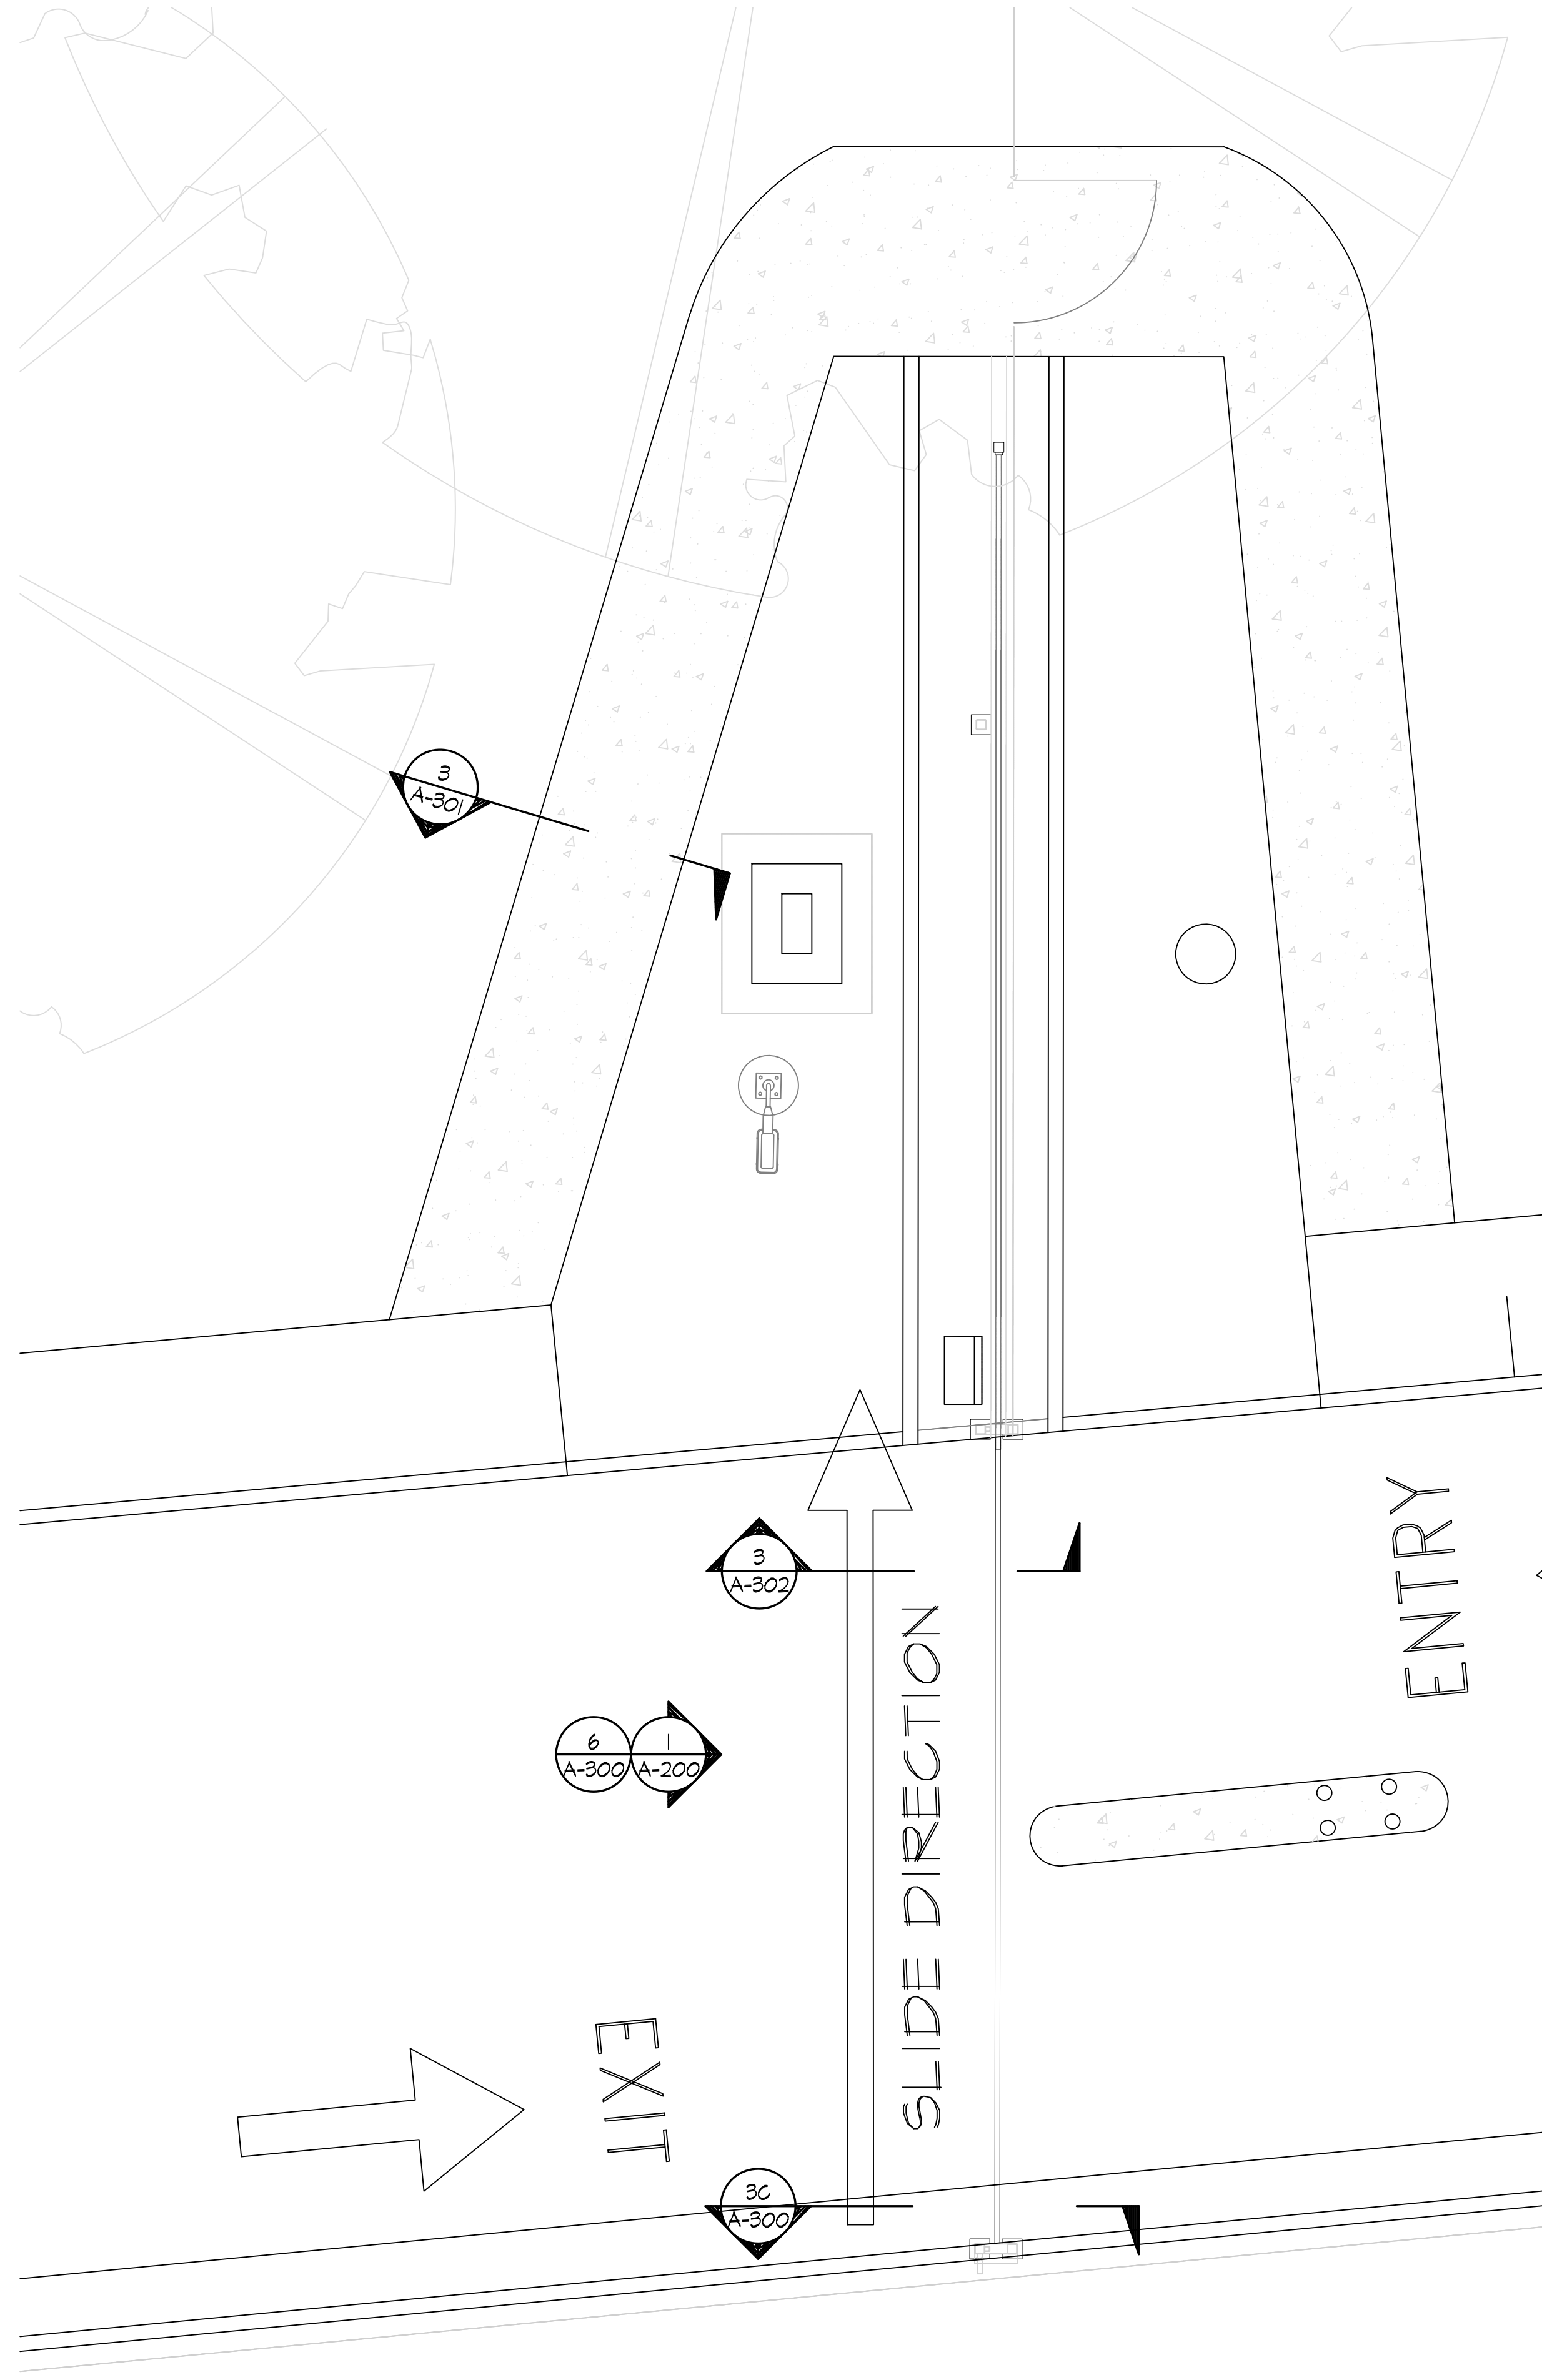 3
A-301
3
A-302
ENTRY
SLIDE DIRECTION
6
A-300
1
A-200
EXIT
3C
A-300